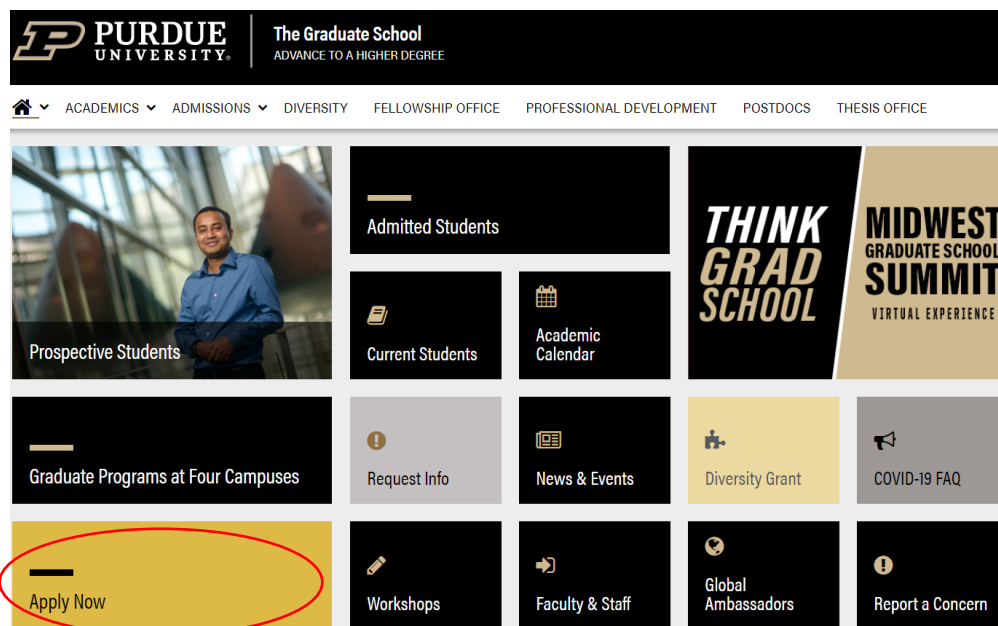 PURDUE
UNIVERSITY®
The Graduate School
ADVANCE TO A HIGHER DEGREE
ACADEMICS
ADMISSIONS
DIVERSITY
FELLOWSHIP OFFICE
PROFESSIONAL DEVELOPMENT
POSTDOCS
THESIS OFFICE
Prospective Students
Admitted Students
Current Students
Academic
Calendar
THINK
GRAD
SCHOOL
MIDWEST
GRADUATE SCHOOL
SUMMIT
VIRTUAL EXPERIENCE
Graduate Programs at Four Campuses
Request Info
News & Events
Diversity Grant
COVID-19 FAQ
Apply Now
Workshops
Faculty & Staff
Global
Ambassadors
Report a Concern